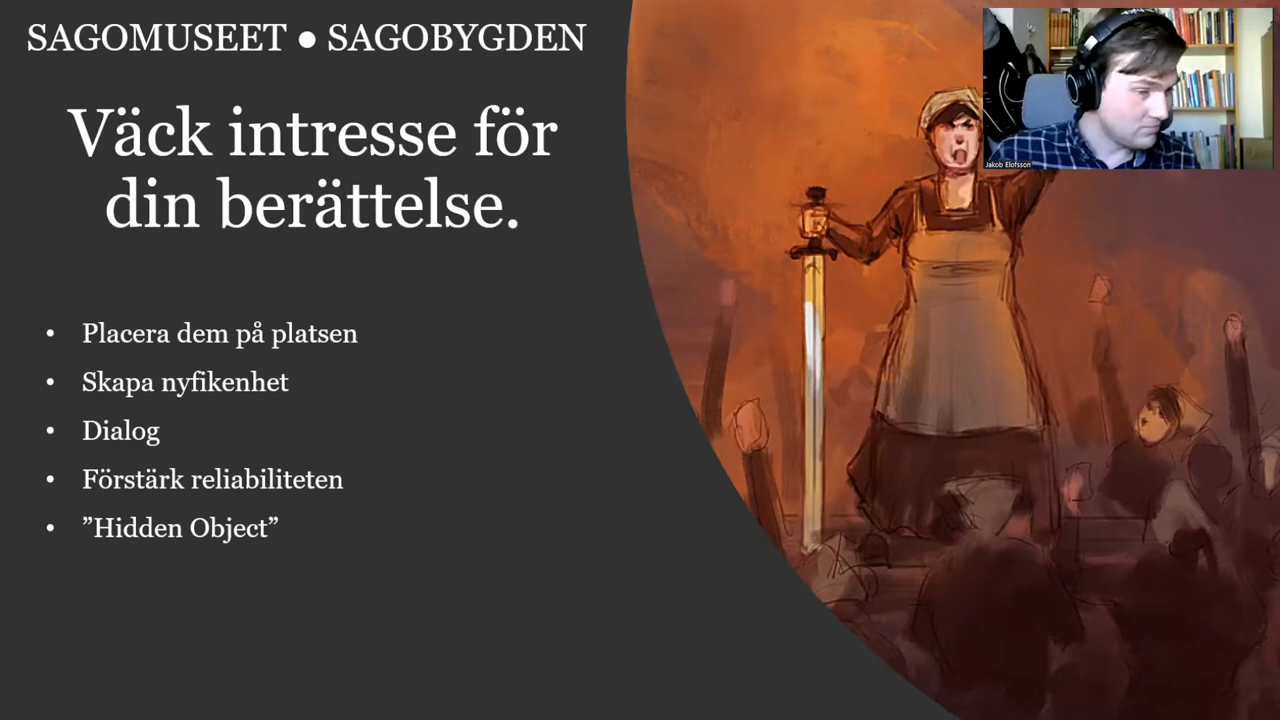 SAGOMUSEET ● SAGOBYGDEN
Väck intresse för
din berättelse.
• Placera dem på platsen
• Skapa nyfikenhet
• Dialog
• Förstärk reliabiliteten
• ”Hidden Object”
Jakob Elofsson